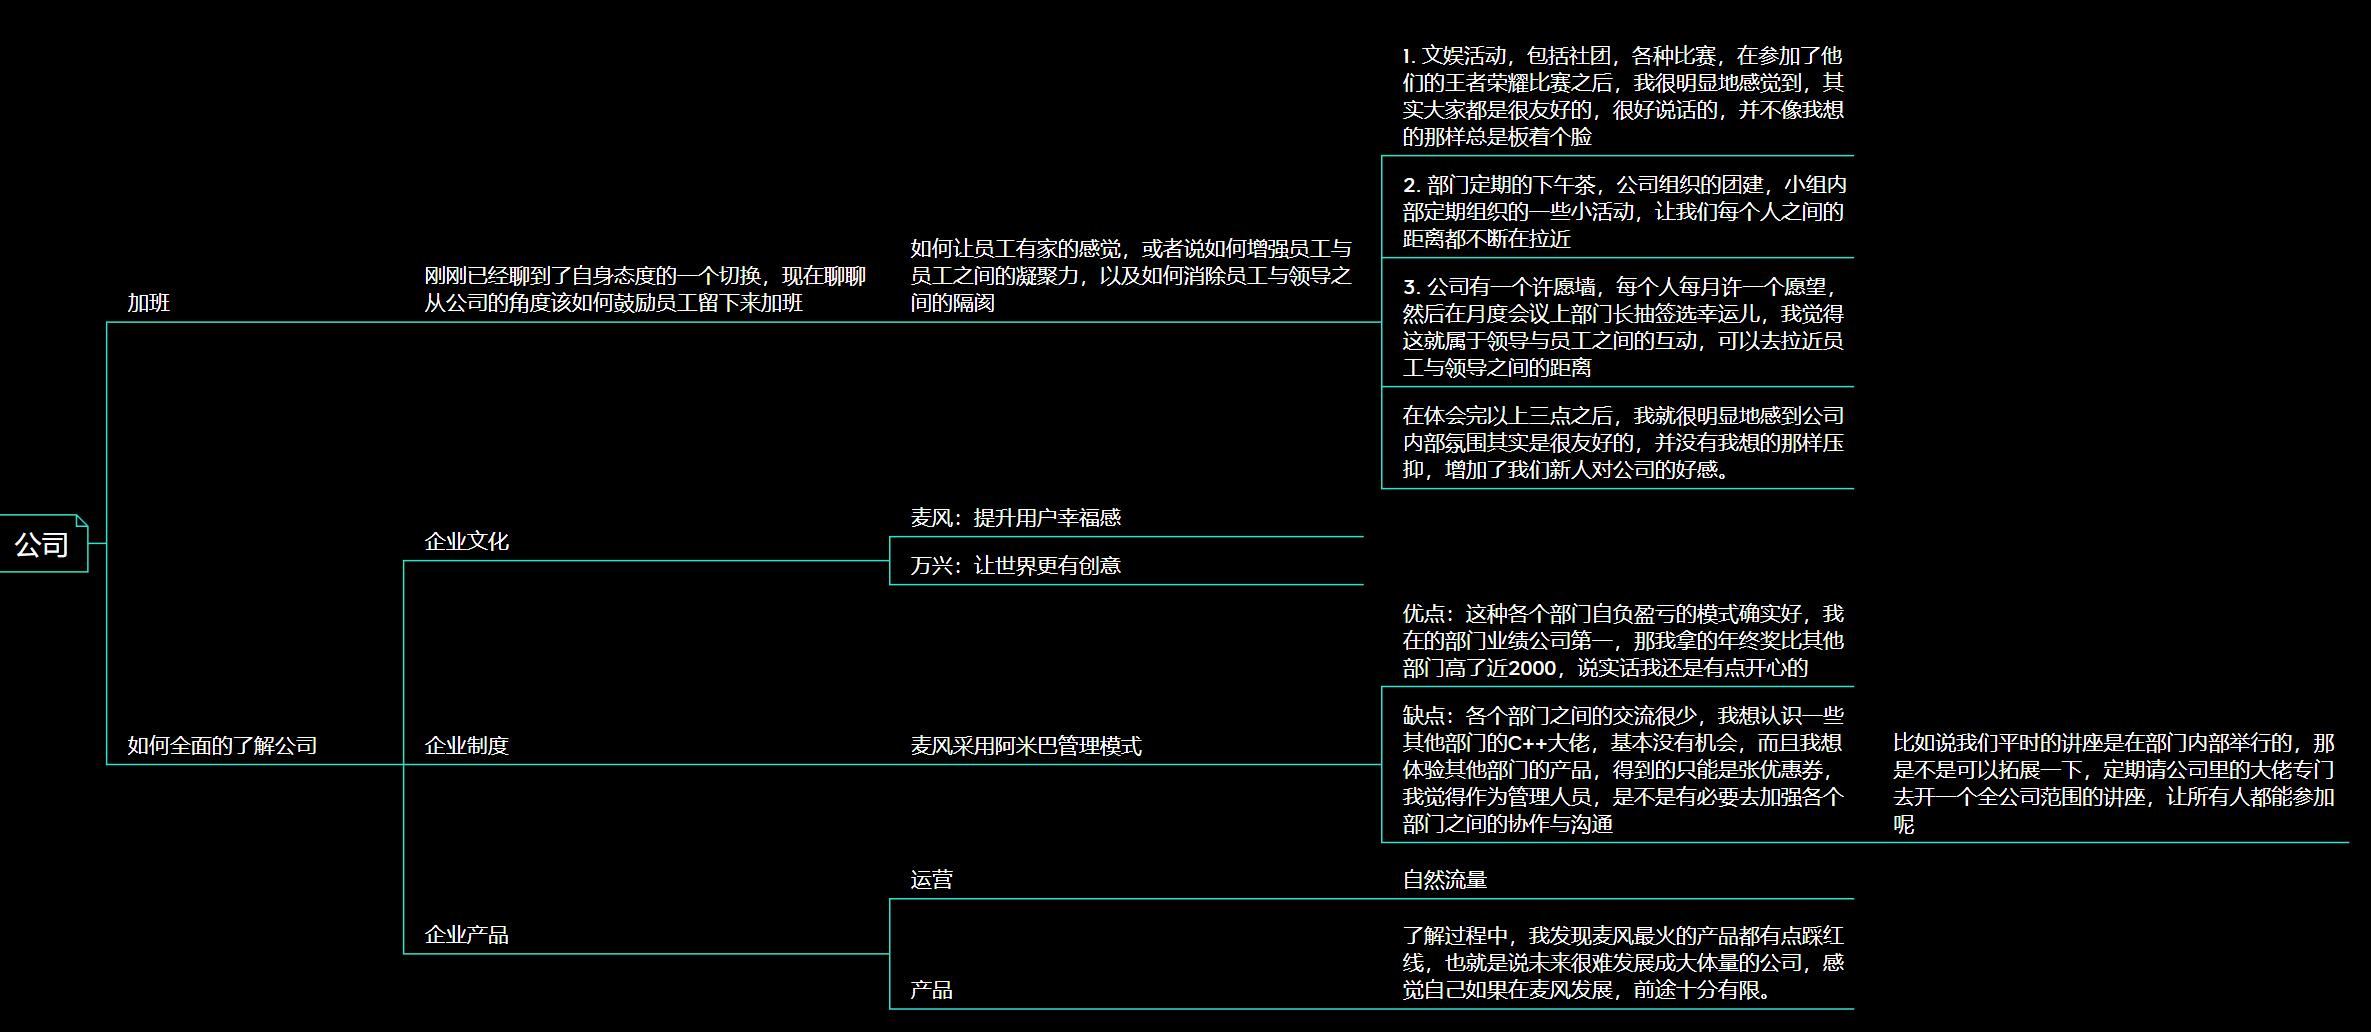 公司
加班
刚刚已经聊到了自身态度的一个切换，现在聊聊
从公司的角度该如何鼓励员工留下来加班
如何让员工有家的感觉，或者说如何增强员工与
员工之间的凝聚力，以及如何消除员工与领导之
间的隔阂
1. 文娱活动，包括社团，各种比赛，在参加了他
们的王者荣耀比赛之后，我很明显地感觉到，其
实大家都是很友好的，很好说话的，并不像我想
的那样总是板着个脸
2. 部门定期的下午茶，公司组织的团建，小组内
部定期组织的一些小活动，让我们每个人之间的
距离都不断在拉近
3. 公司有一个许愿墙，每个人每月许一个愿望，
然后在月度会议上部门长抽签选幸运儿，我觉得
这就属于领导与员工之间的互动，可以去拉近员
工与领导之间的距离
在体会完以上三点之后，我就很明显地感到公司
内部氛围其实是很友好的，并没有我想的那样压
抑，增加了我们新人对公司的好感。
如何全面的了解公司
企业文化
麦风：提升用户幸福感
万兴：让世界更有创意
企业制度
麦风采用阿米巴管理模式
优点：这种各个部门自负盈亏的模式确实好，我
在的部门业绩公司第一，那我拿的年终奖比其他
部门高了近2000，说实话我还是有点开心的
缺点：各个部门之间的交流很少，我想认识一些
其他部门的C++大佬，基本没有机会，而且我想
体验其他部门的产品，得到的只能是张优惠券，
我觉得作为管理人员，是不是有必要去加强各个
部门之间的协作与沟通
比如说我们平时的讲座是在部门内部举行的，那
是不是可以拓展一下，定期请公司里的大佬专门
去开一个全公司范围的讲座，让所有人都能参加
呢
企业产品
运营
自然流量
产品
了解过程中，我发现麦风最火的产品都有点踩红
线，也就是说未来很难发展成大体量的公司，感
觉自己如果在麦风发展，前途十分有限。